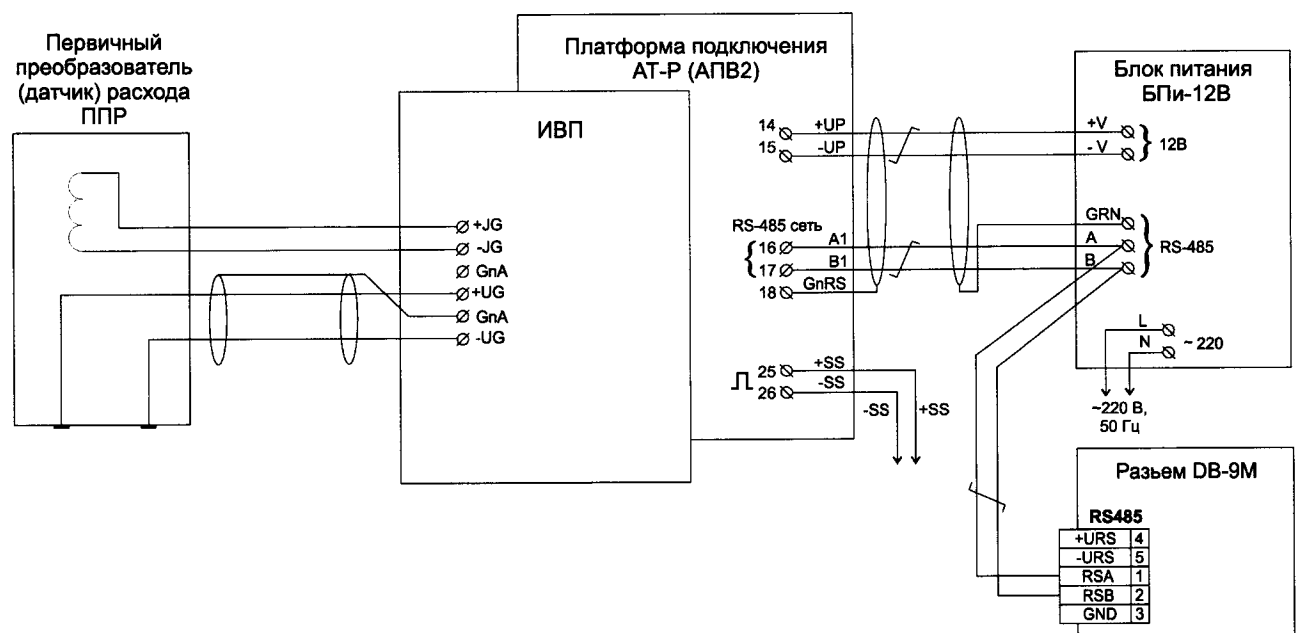 Первичный
преобразователь
(датчик) расхода
ППР
Платформа подключения
АТ-Р (АПВ2)
ИВП
+JG
-JG
GnA
+UG
GnA
-UG
14 +UP
15 -UP
RS-485 сеть
16 A1
17 B1
18 GnRS
25 +SS
26 -SS
-SS
+SS
Блок питания
БПи-12В
+V
- V
12В
GRN
A
B
RS-485
L
N
~ 220
~220 В,
50 Гц
Разьем DB-9M
RS485
+URS 4
-URS 5
RSA 1
RSB 2
GND 3